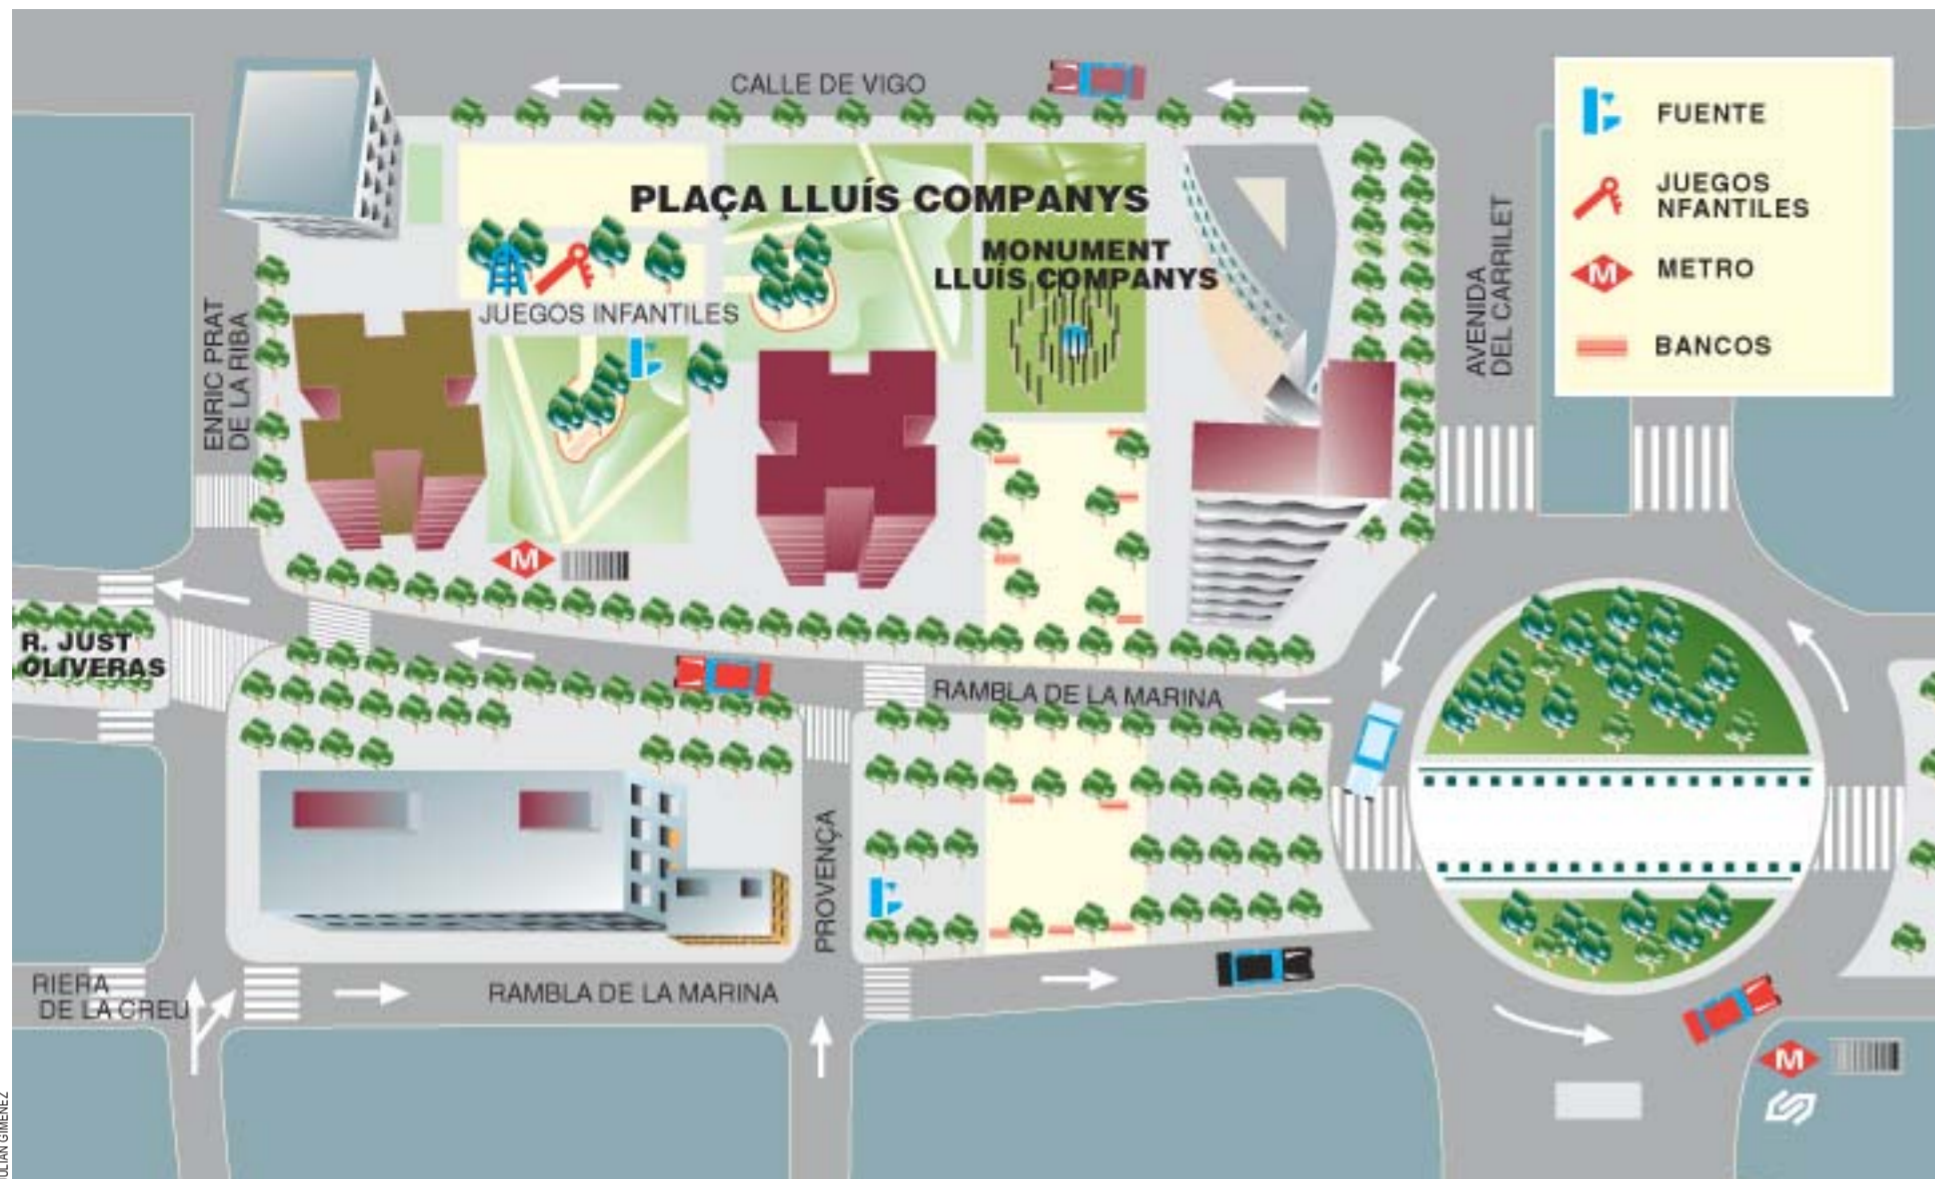 CALLE DE VIGO
FUENTE
JUEGOS
NFANTILES
METRO
BANCOS
PLAÇA LLUÍS COMPANYS
MONUMENT
LLUÍS COMPANYS
JUEGOS INFANTILES
ENRIC PRAT
DE LA RIBA
AVENIDA
DEL CARRILET
M
M
R. JUST
OLIVERAS
RAMBLA DE LA MARINA
PROVENÇA
RIERA
DE LA CREU
RAMBLA DE LA MARINA
M
JULIÁN GIMÉNEZ